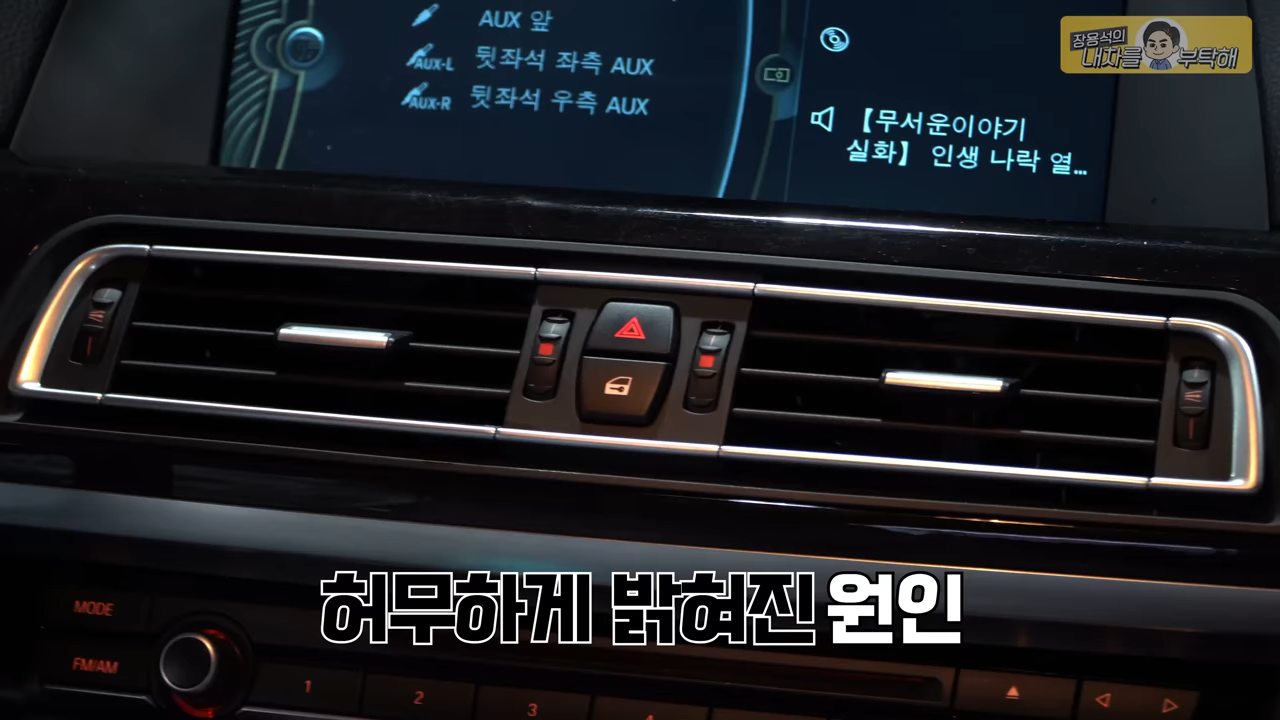 AUX 앞
AUX-L 뒷좌석 좌측 AUX
AUX-R 뒷좌석 우측 AUX
【무서운이야기
실화】 인생 나락 열...
장용석의
내차를 부탁해
허무하게 밝혀진 원인
MODE
FM/AM
1
2
3
4